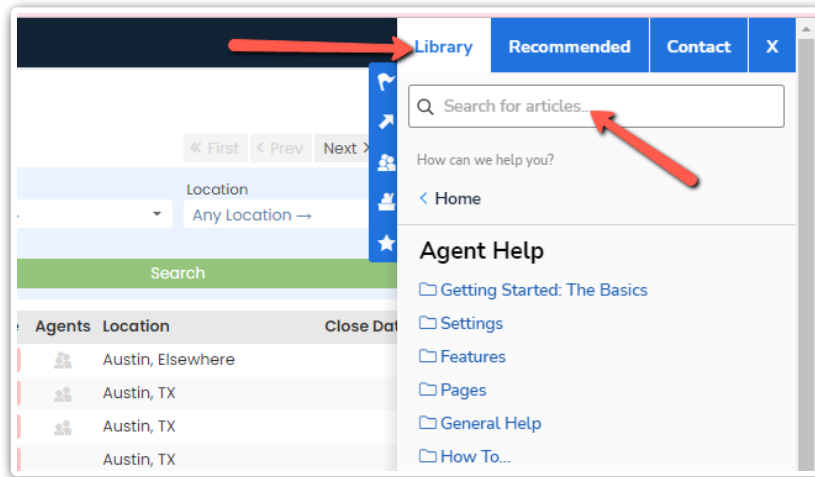 Library Recommended Contact X
Search for articles...
How can we help you?
< Home
Agent Help
Getting Started: The Basics
Settings
Features
Pages
General Help
How To...
« First < Prev Next >
Location
Any Location →
Search
Agents Location Close Dat
Austin, Elsewhere
Austin, TX
Austin, TX
Austin, TX